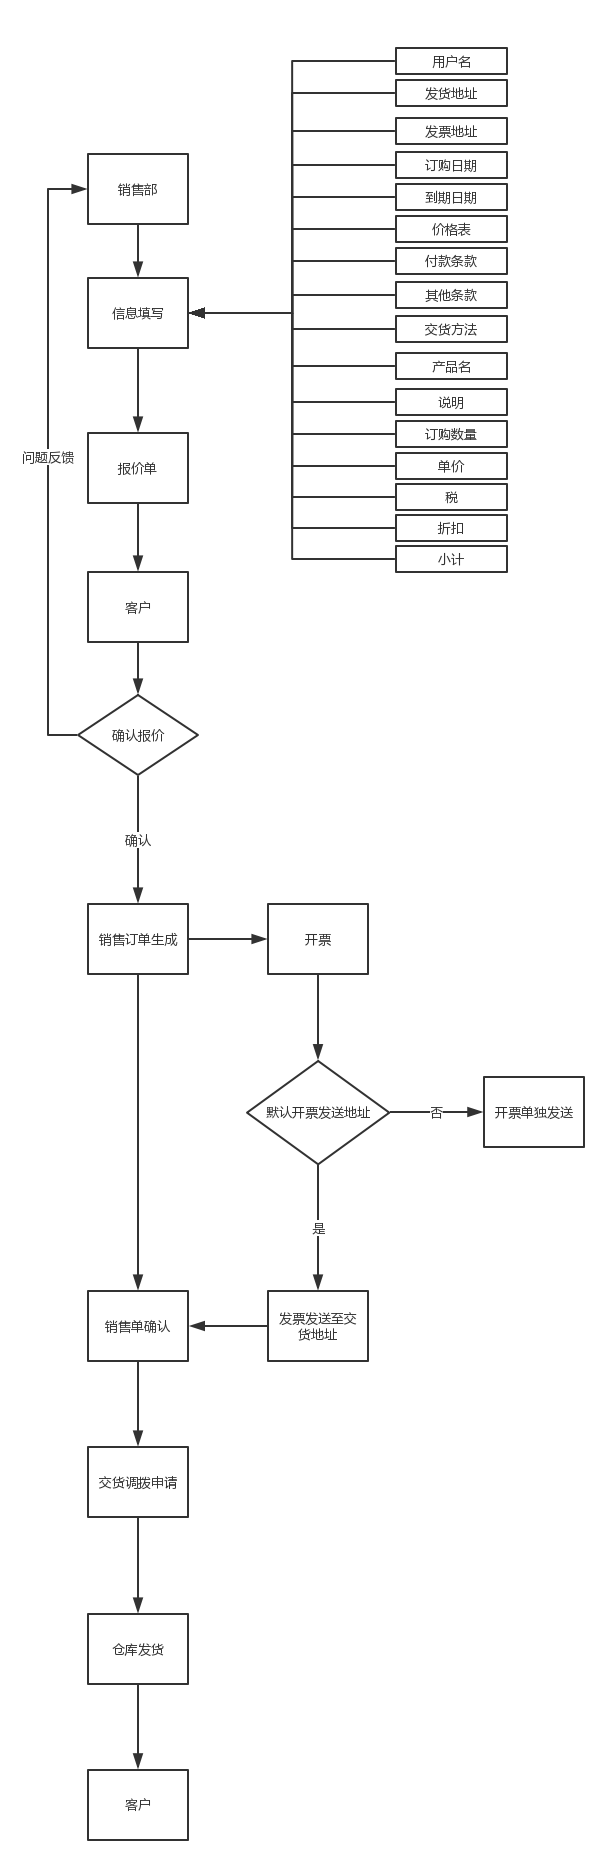 用户名
发货地址
发票地址
订购日期
到期日期
价格表
付款条款
其他条款
交货方法
产品名
说明
订购数量
单价
税
折扣
小计
销售部
信息填写
问题反馈
报价单
客户
确认报价
确认
销售订单生成
开票
默认开票发送地址
否
开票单独发送
是
销售单确认
发票发送至交
货地址
交货调拨申请
仓库发货
客户